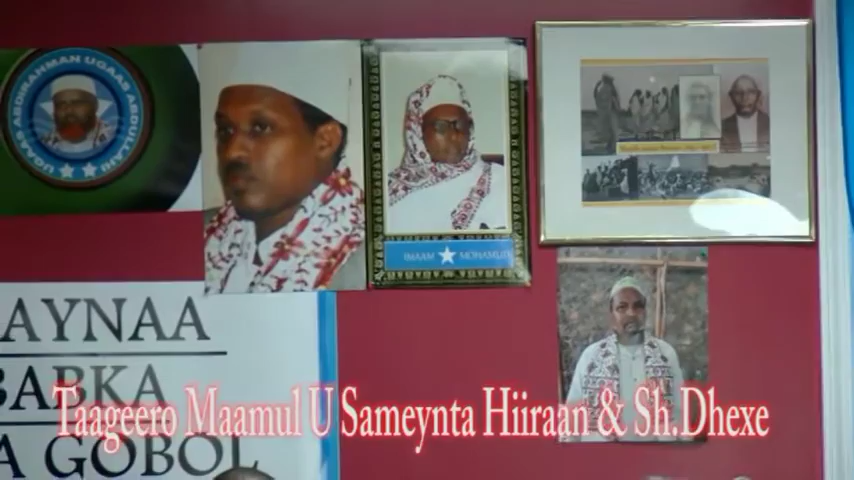 UGAAS ABDIRAHMAN UGAAS ABDULLAHI
IMAAM MOHAMUD
AYNAA
BARKA
A GOBOL
Taageero Maamul U Sameynta Hiiraan & Sh.Dhexe